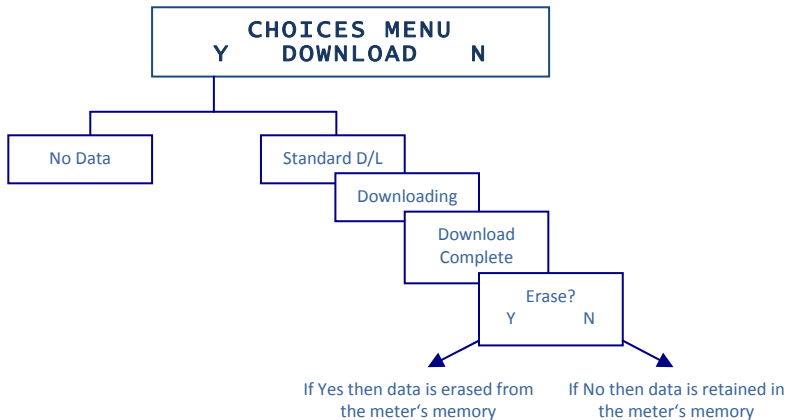 CHOICES MENU
Y DOWNLOAD N
No Data
Standard D/L
Downloading
Download
Complete
Erase?
Y N
If Yes then data is erased from
the meter‘s memory
If No then data is retained in
the meter‘s memory